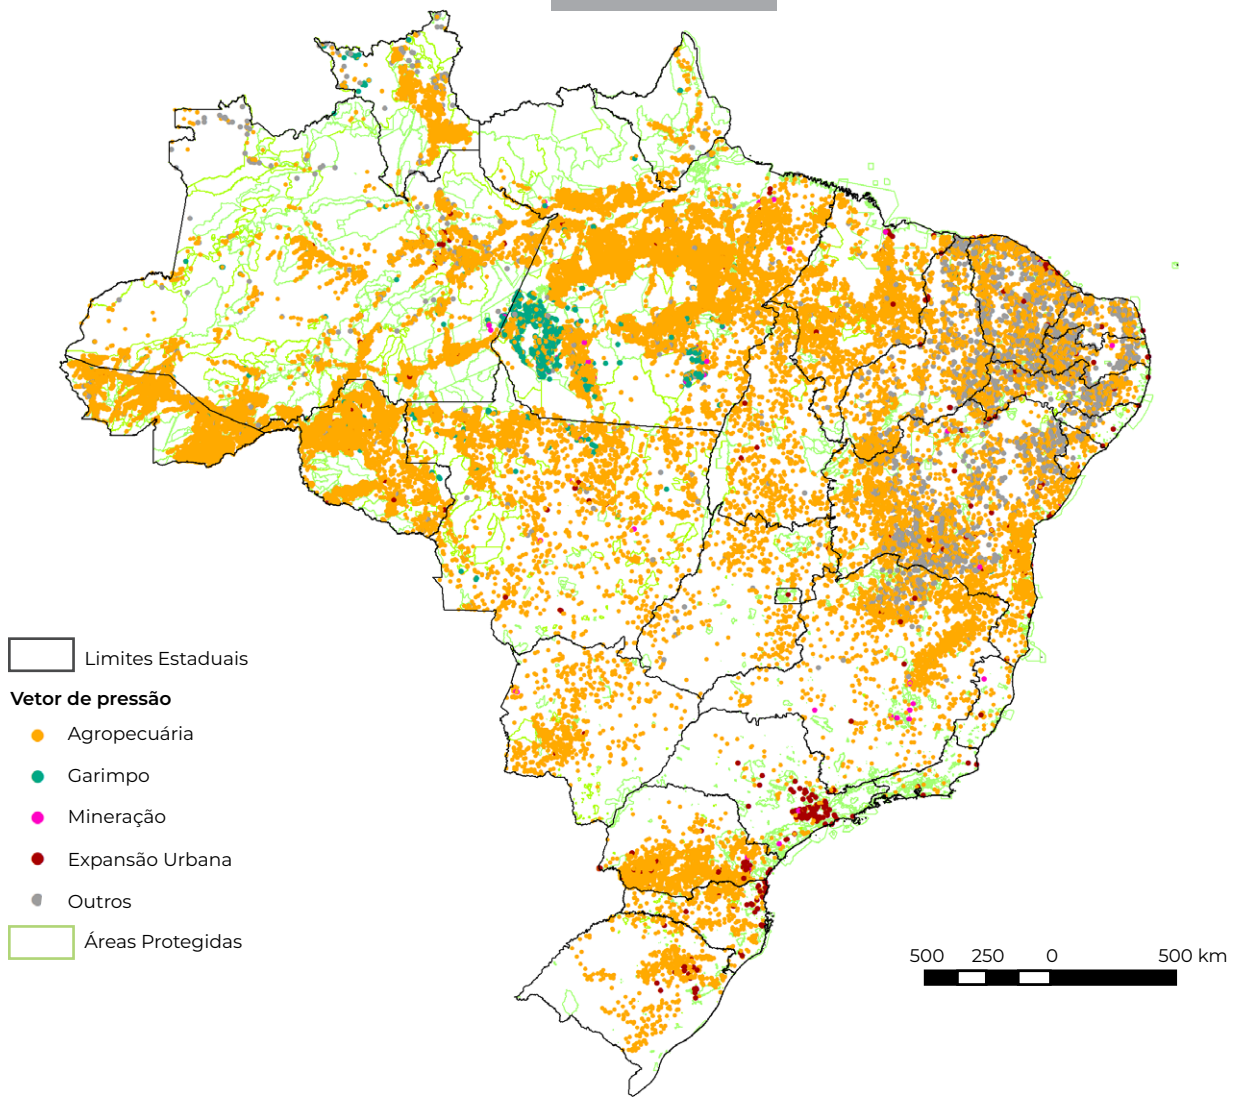 Limites Estaduais
Vetor de pressão
Agropecuária
Garimpo
Mineração
Expansão Urbana
Outros
Áreas Protegidas
500 250 0 500 km